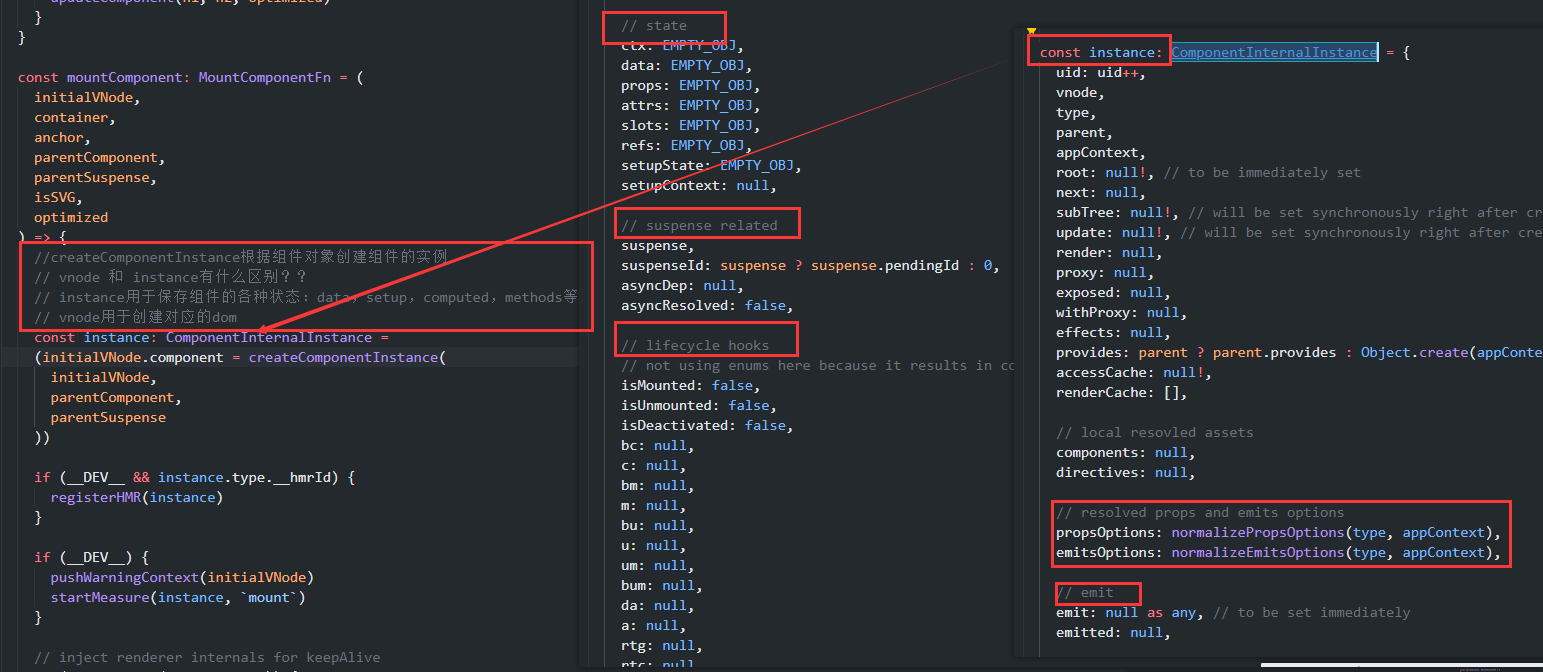 updateComponent(n1, n2, optimized)
}
}
const mountComponent: MountComponentFn = (
initialVNode,
container,
anchor,
parentComponent,
parentSuspense,
isSVG,
optimized
) => {
//createComponentInstance根据组件对象创建组件的实例
// vnode 和 instance有什么区别？？
// instance用于保存组件的各种状态：data，setup，computed，methods等
// vnode用于创建对应的dom
const instance: ComponentInternalInstance =
(initialVNode.component = createComponentInstance(
initialVNode,
parentComponent,
parentSuspense
))
if (__DEV__ && instance.type.__hmrId) {
registerHMR(instance)
}
if (__DEV__) {
pushWarningContext(initialVNode)
startMeasure(instance, `mount`)
}
// inject renderer internals for keepAlive
// state
ctx: EMPTY_OBJ,
data: EMPTY_OBJ,
props: EMPTY_OBJ,
attrs: EMPTY_OBJ,
slots: EMPTY_OBJ,
refs: EMPTY_OBJ,
setupState: EMPTY_OBJ,
setupContext: null,
// suspense related
suspense,
suspenseId: suspense ? suspense.pendingId : 0,
asyncDep: null,
asyncResolved: false,
// lifecycle hooks
// not using enums here because it results in co
isMounted: false,
isUnmounted: false,
isDeactivated: false,
bc: null,
c: null,
bm: null,
m: null,
bu: null,
u: null,
um: null,
bum: null,
da: null,
a: null,
rtg: null,
rtc: null
const instance: ComponentInternalInstance = {
uid: uid++,
vnode,
type,
parent,
appContext,
root: null!, // to be immediately set
next: null,
subTree: null!, // will be set synchronously right after cr
update: null!, // will be set synchronously right after cre
render: null,
proxy: null,
exposed: null,
withProxy: null,
effects: null,
provides: parent ? parent.provides : Object.create(appConte
accessCache: null!,
renderCache: [],
// local resovled assets
components: null,
directives: null,
// resolved props and emits options
propsOptions: normalizePropsOptions(type, appContext),
emitsOptions: normalizeEmitsOptions(type, appContext),
// emit
emit: null as any, // to be set immediately
emitted: null,